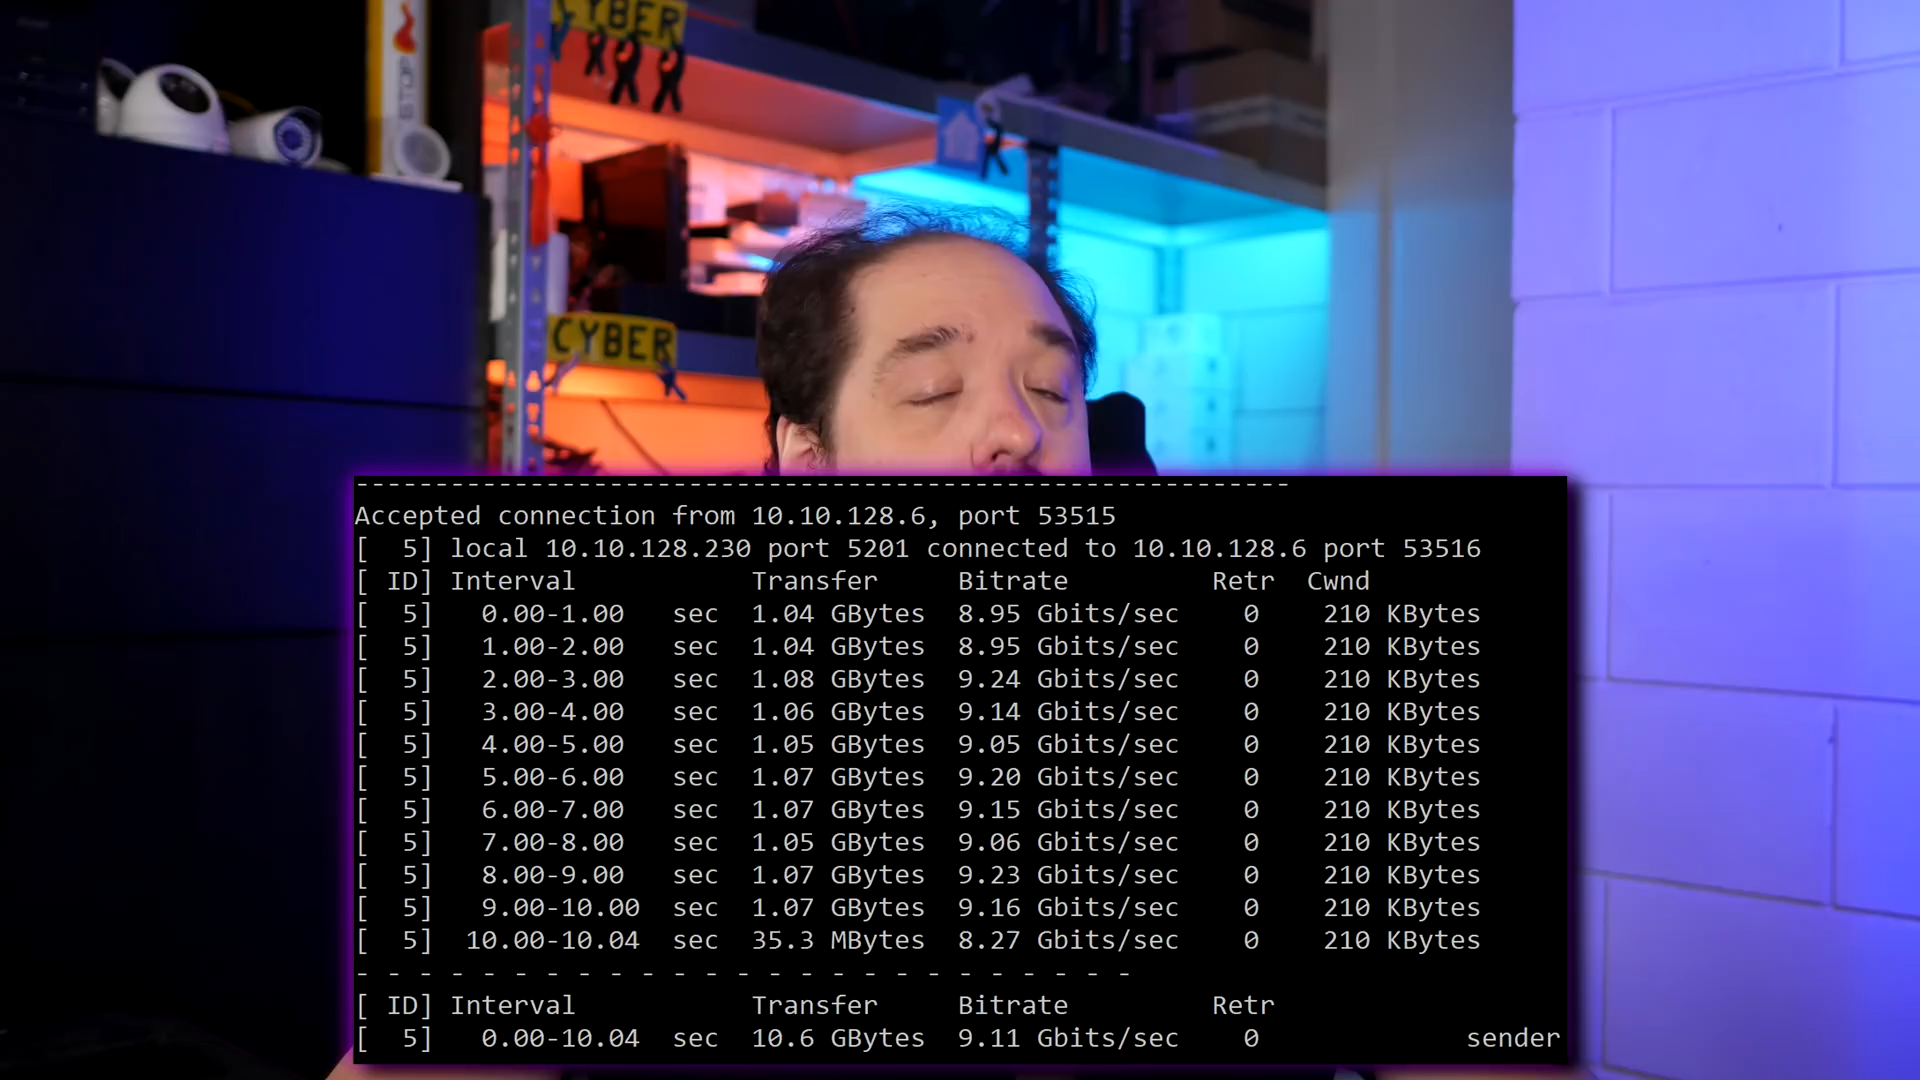 CYBER
STOP
CYBER
-----------------------------------------------------------
Accepted connection from 10.10.128.6, port 53515
[  5] local 10.10.128.230 port 5201 connected to 10.10.128.6 port 53516
[ ID] Interval           Transfer     Bitrate         Retr  Cwnd
[  5]   0.00-1.00   sec  1.04 GBytes  8.95 Gbits/sec    0    210 KBytes
[  5]   1.00-2.00   sec  1.04 GBytes  8.95 Gbits/sec    0    210 KBytes
[  5]   2.00-3.00   sec  1.08 GBytes  9.24 Gbits/sec    0    210 KBytes
[  5]   3.00-4.00   sec  1.06 GBytes  9.14 Gbits/sec    0    210 KBytes
[  5]   4.00-5.00   sec  1.05 GBytes  9.05 Gbits/sec    0    210 KBytes
[  5]   5.00-6.00   sec  1.07 GBytes  9.20 Gbits/sec    0    210 KBytes
[  5]   6.00-7.00   sec  1.07 GBytes  9.15 Gbits/sec    0    210 KBytes
[  5]   7.00-8.00   sec  1.05 GBytes  9.06 Gbits/sec    0    210 KBytes
[  5]   8.00-9.00   sec  1.07 GBytes  9.23 Gbits/sec    0    210 KBytes
[  5]   9.00-10.00  sec  1.07 GBytes  9.16 Gbits/sec    0    210 KBytes
[  5]  10.00-10.04  sec  35.3 MBytes  8.27 Gbits/sec    0    210 KBytes
- - - - - - - - - - - - - - - - - - - - - - - - -
[ ID] Interval           Transfer     Bitrate         Retr
[  5]   0.00-10.04  sec  10.6 GBytes  9.11 Gbits/sec    0             sender